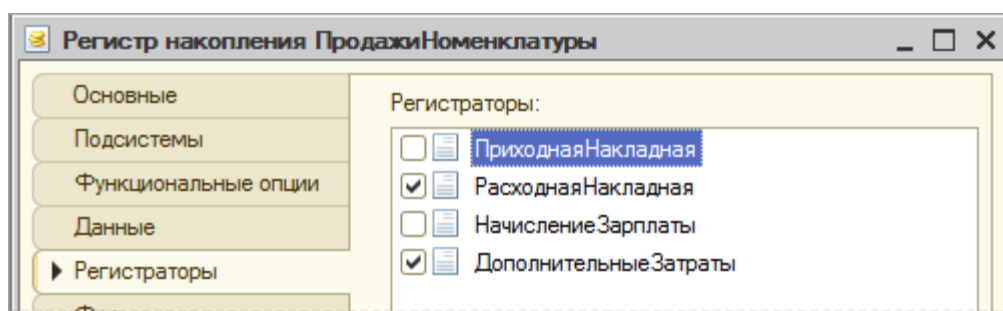 Регистр накопления ПродажиНоменклатуры
Основные
Подсистемы
Функциональные опции
Данные
Регистраторы
Регистраторы:
ПриходнаяНакладная
РасходнаяНакладная
НачислениеЗарплаты
ДополнительныеЗатраты